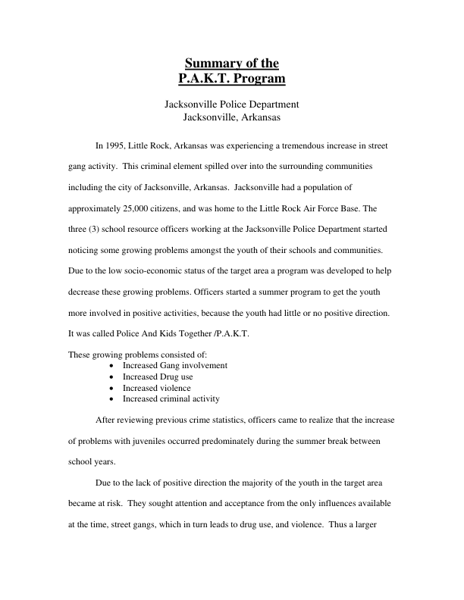 Summary of the
P.A.K.T. Program
Jacksonville Police Department
Jacksonville, Arkansas
In 1995, Little Rock, Arkansas was experiencing a tremendous increase in street
gang activity.  This criminal element spilled over into the surrounding communities
including the city of Jacksonville, Arkansas.  Jacksonville had a population of
approximately 25,000 citizens, and was home to the Little Rock Air Force Base. The
three (3) school resource officers working at the Jacksonville Police Department started
noticing some growing problems amongst the youth of their schools and communities.
Due to the low socio-economic status of the target area a program was developed to help
decrease these growing problems. Officers started a summer program to get the youth
more involved in positive activities, because the youth had little or no positive direction.
It was called Police And Kids Together /P.A.K.T.
These growing problems consisted of:
• Increased Gang involvement
• Increased Drug use
• Increased violence
• Increased criminal activity
After reviewing previous crime statistics, officers came to realize that the increase
of problems with juveniles occurred predominately during the summer break between
school years.
Due to the lack of positive direction the majority of the youth in the target area
became at risk.  They sought attention and acceptance from the only influences available
at the time, street gangs, which in turn leads to drug use, and violence.  Thus a larger